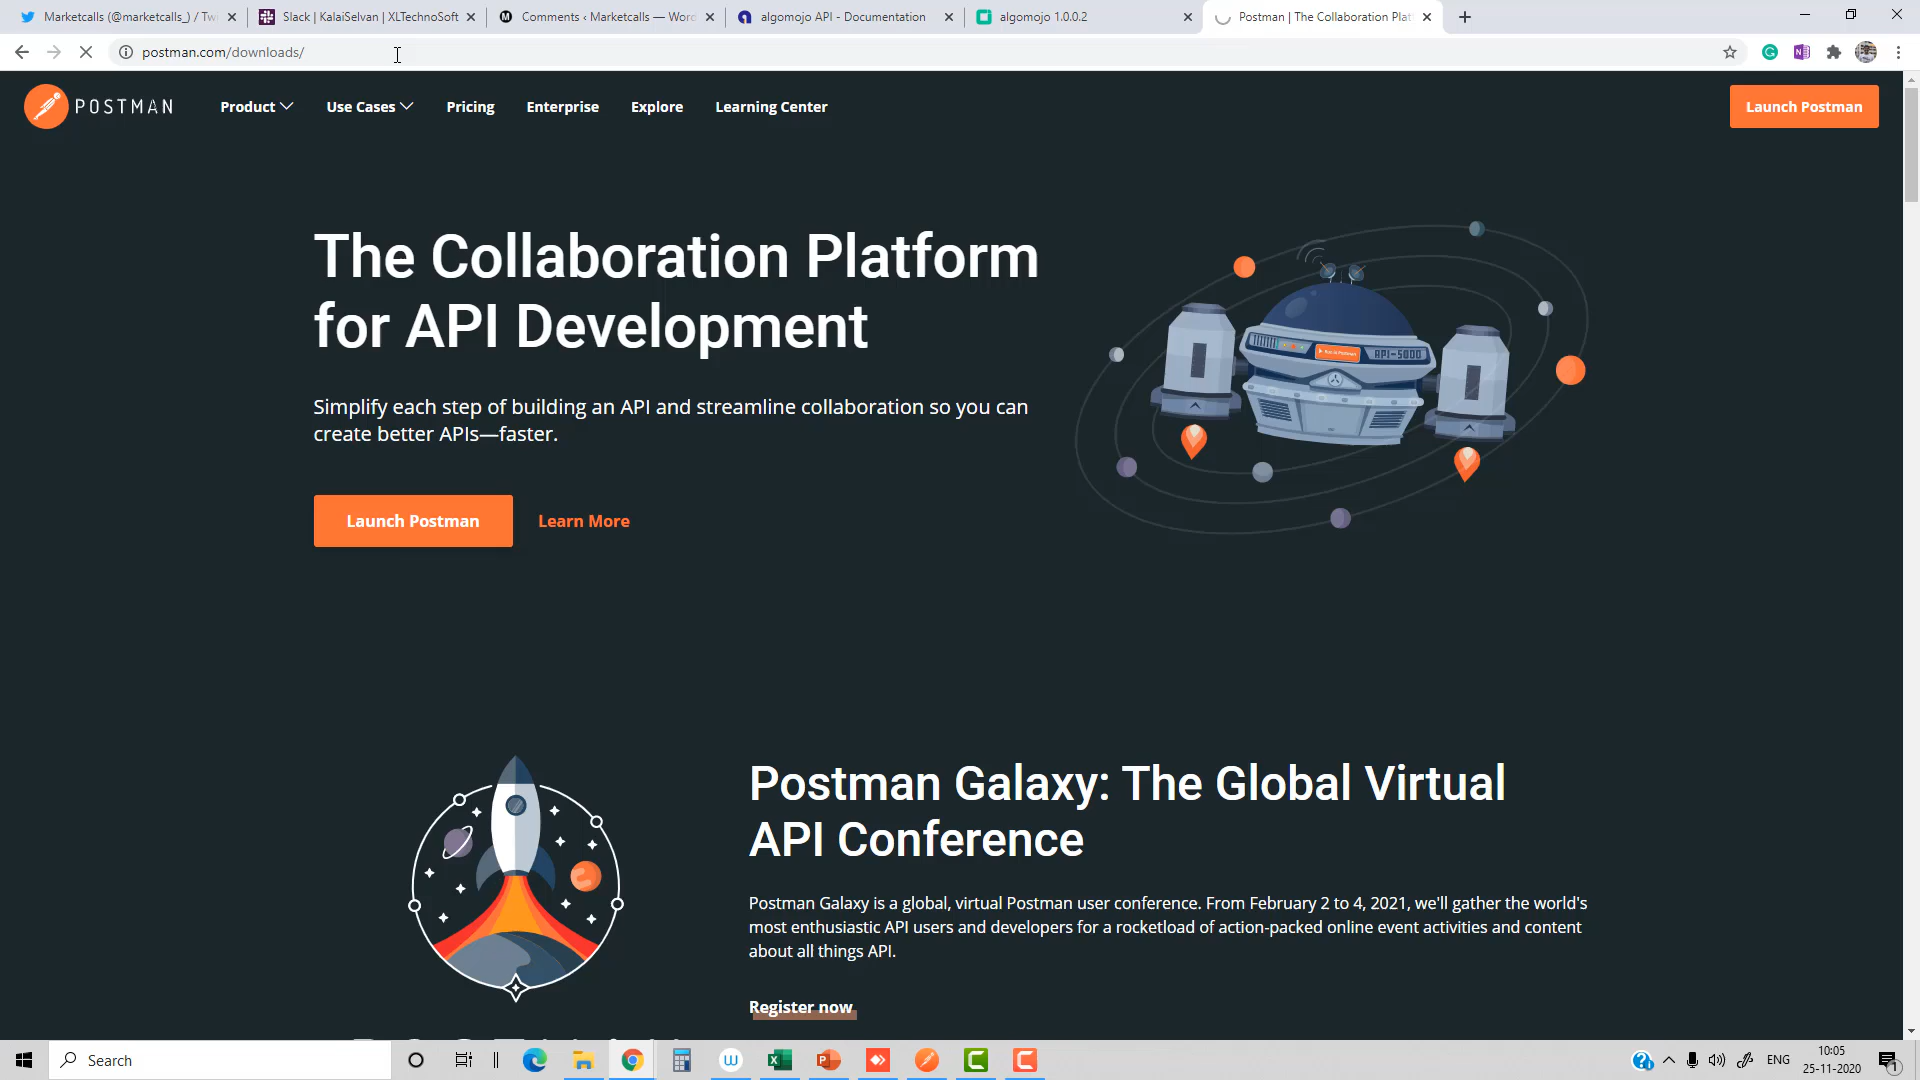 Marketcalls (@marketcalls_) / Tw
Slack | KalaiSelvan | XLTechnoSoft
Comments ‹ Marketcalls — Wor
algomojo API - Documentation
algomojo 1.0.0.2
Postman | The Collaboration Plat
postman.com/downloads/
POSTMAN
Product
Use Cases
Pricing
Enterprise
Explore
Learning Center
Launch Postman
The Collaboration Platform
for API Development
Simplify each step of building an API and streamline collaboration so you can
create better APIs—faster.
Launch Postman
Learn More
API-5000
Postman Galaxy: The Global Virtual
API Conference
Postman Galaxy is a global, virtual Postman user conference. From February 2 to 4, 2021, we'll gather the world's
most enthusiastic API users and developers for a rocketload of action-packed online event activities and content
about all things API.
Register now
Search
ENG
10:05
25-11-2020